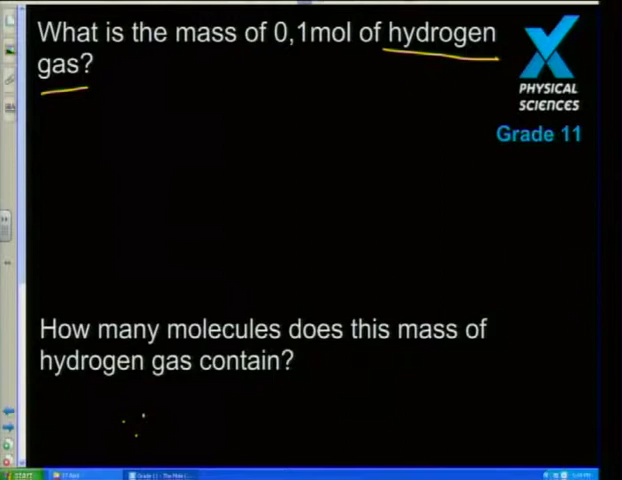 What is the mass of 0,1mol of hydrogen
gas?
PHYSICAL
SCIENCES
Grade 11
How many molecules does this mass of
hydrogen gas contain?
START